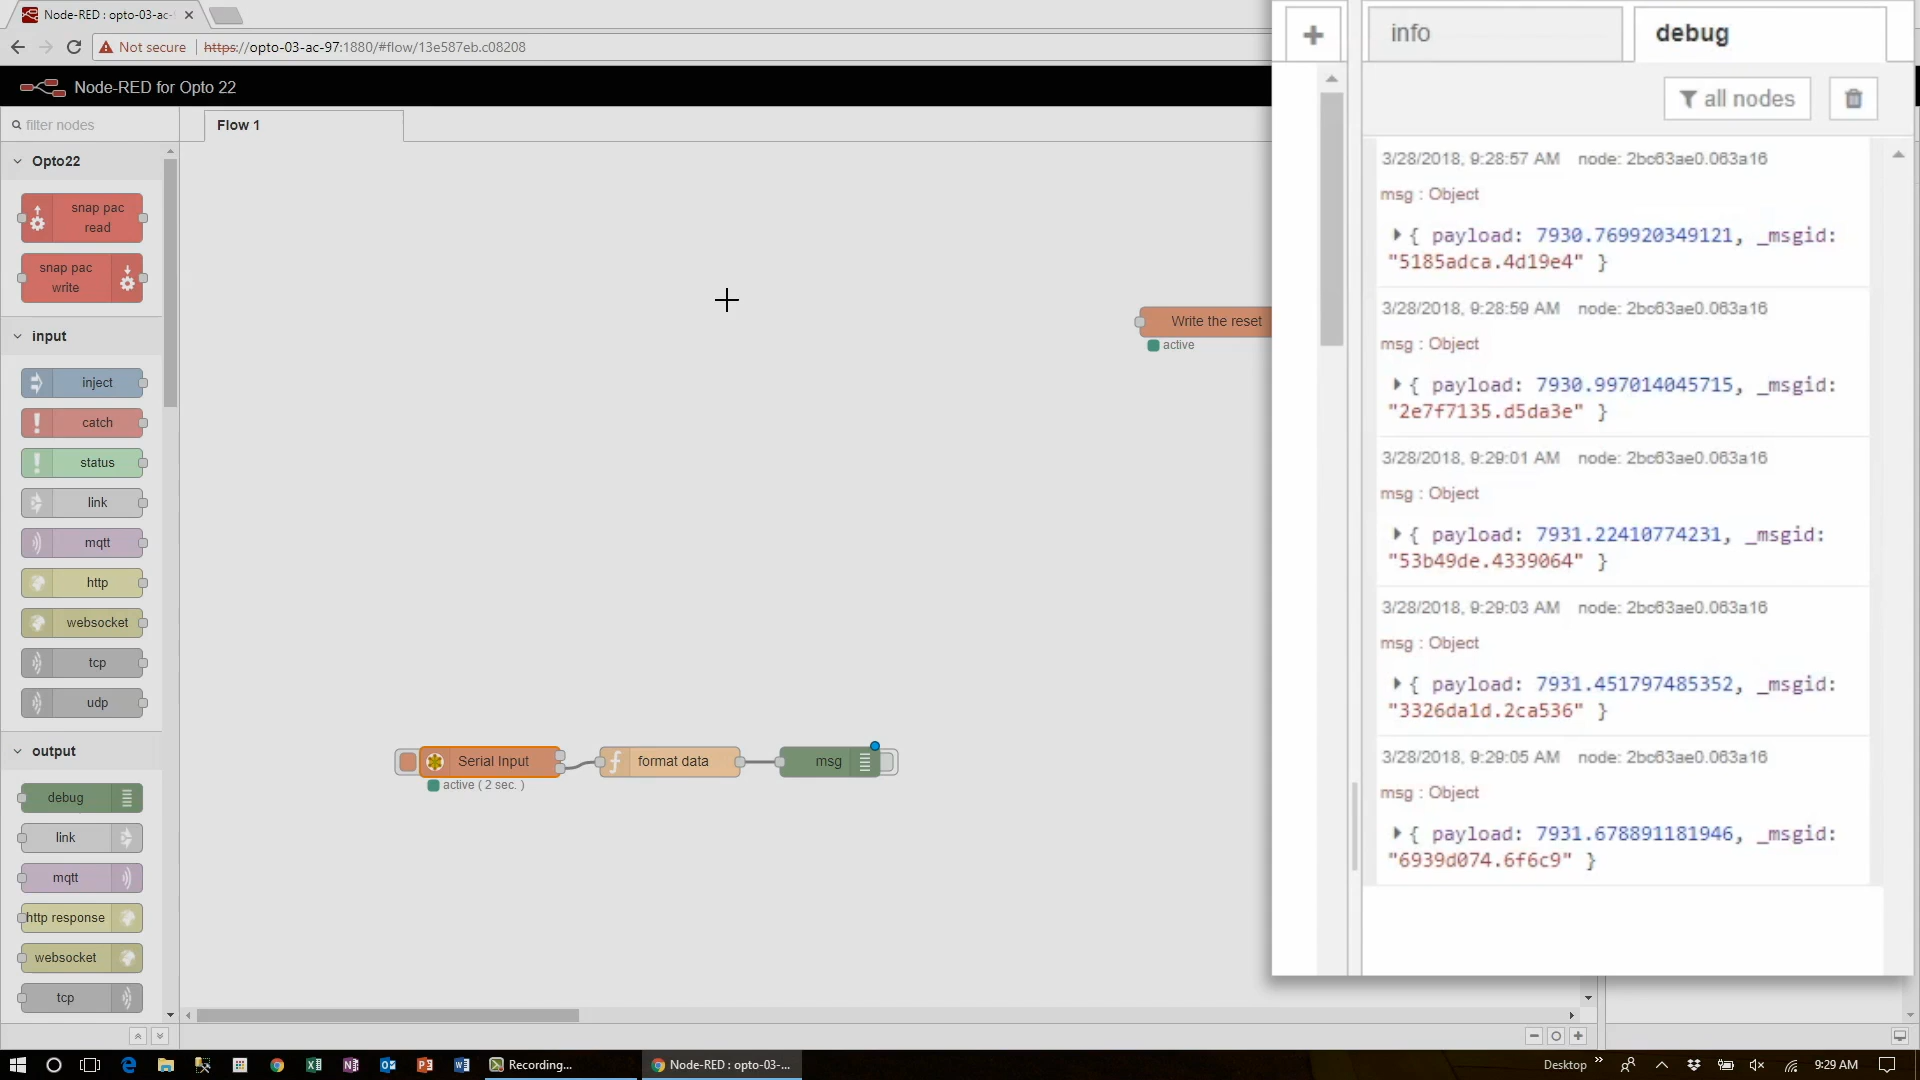 Node-RED : opto-03-ac-
Not secure
https://opto-03-ac-97:1880/#flow/13e587eb.c08208
Node-RED for Opto 22
filter nodes
Flow 1
Opto22
snap pac
read
snap pac
write
input
inject
catch
status
link
mqtt
http
websocket
tcp
udp
output
debug
link
mqtt
http response
websocket
tcp
Write the reset
active
Serial Input
active ( 2 sec. )
format data
msg
info
debug
all nodes
3/28/2018, 9:28:57 AM node: 2bc63ae0.063a16
msg : Object
{ payload: 7930.769920349121, _msgid:
"5185adca.4d19e4" }
3/28/2018, 9:28:59 AM node: 2bc63ae0.063a16
msg : Object
{ payload: 7930.997014045715, _msgid:
"2e7f7135.d5da3e" }
3/28/2018, 9:29:01 AM node: 2bc63ae0.063a16
msg : Object
{ payload: 7931.22410774231, _msgid:
"53b49de.4339064" }
3/28/2018, 9:29:03 AM node: 2bc63ae0.063a16
msg : Object
{ payload: 7931.451797485352, _msgid:
"3326da1d.2ca536" }
3/28/2018, 9:29:05 AM node: 2bc63ae0.063a16
msg : Object
{ payload: 7931.678891181946, _msgid:
"6939d074.6f6c9" }
Recording...
Node-RED : opto-03-...
Desktop
9:29 AM